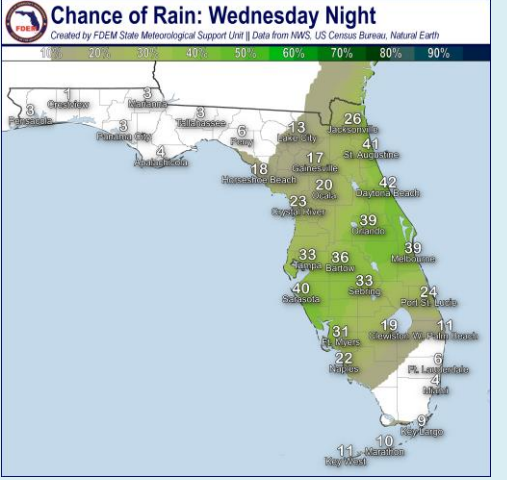 FDEM
Chance of Rain: Wednesday Night
Created by FDEM State Meteorological Support Unit || Data from NWS, US Census Bureau, Natural Earth
10% 20% 30% 40% 50% 60% 70% 80% 90%
1
Crestview
3
Marianna
3
Pensacola
3
Tallahassee
3
Panama City
6
Perry
13
Lake City
26
Jacksonville
4
Apalachicola
41
St. Augustine
17
Gainesville
18
Horseshoe Beach
20
Ocala
42
Daytona Beach
23
Crystal River
39
Orlando
39
Melbourne
33
Tampa
36
Bartow
33
Sebring
40
Sarasota
24
Port St. Lucie
31
Ft. Myers
19
Clewiston
11
W. Palm Beach
22
Naples
6
Ft. Lauderdale
4
Miami
9
Key Largo
10
Marathon
11
Key West